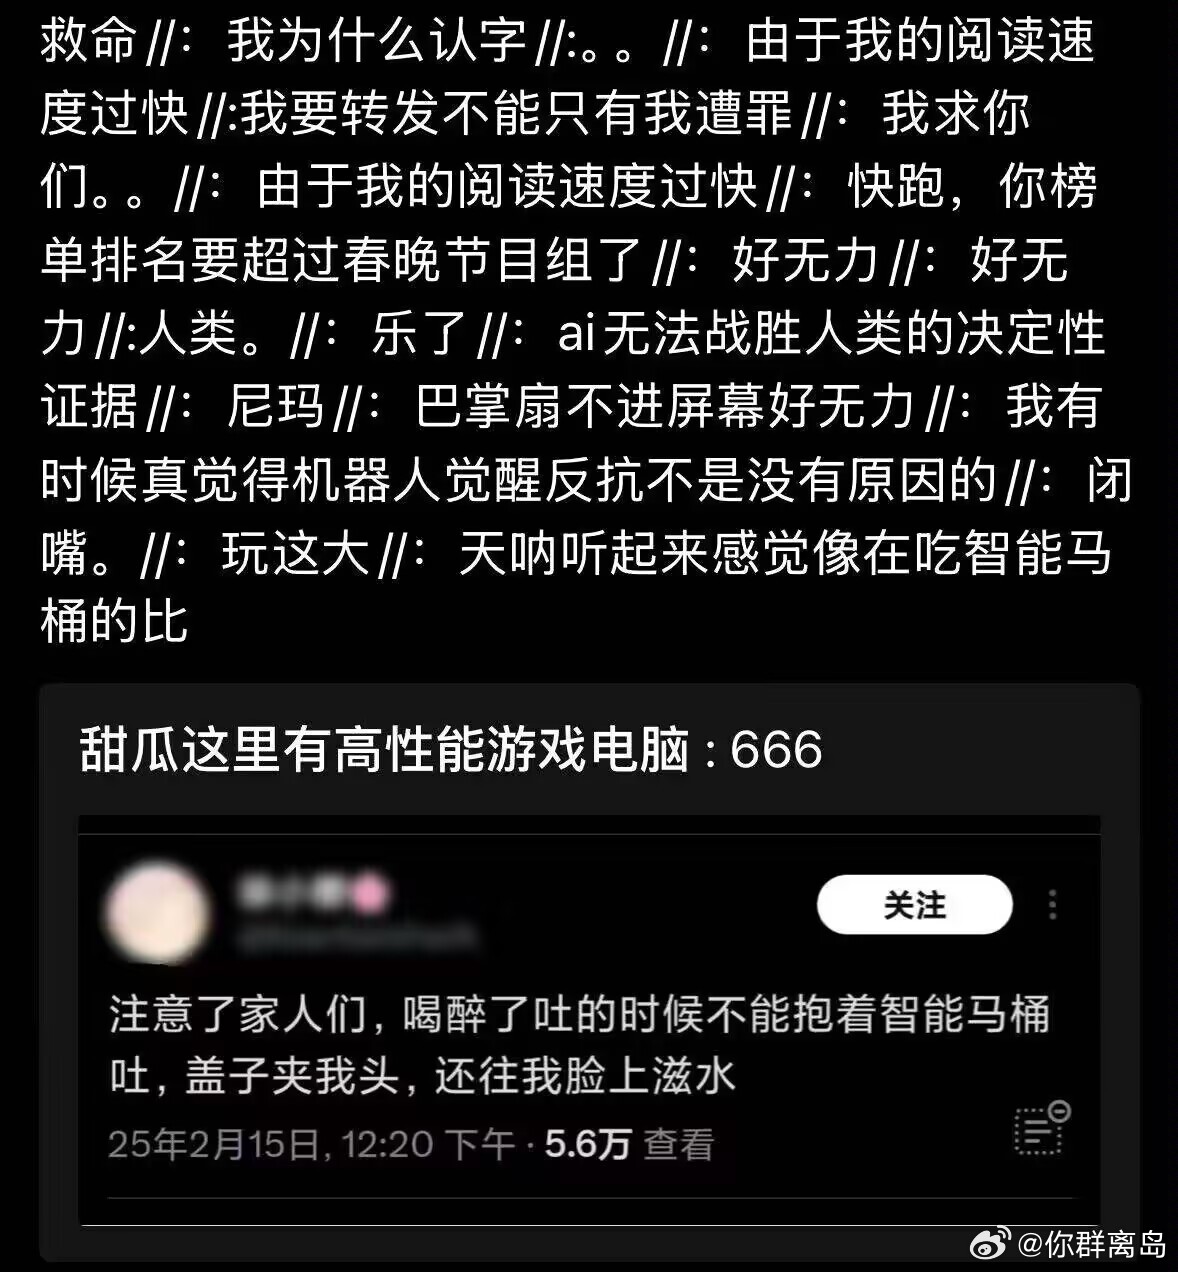 救命//：我为什么认字//:。。//：由于我的阅读速
度过快//:我要转发不能只有我遭罪//：我求你
们。。//：由于我的阅读速度过快//：快跑，你榜
单排名要超过春晚节目组了//：好无力//：好无
力//:人类。//：乐了//：ai无法战胜人类的决定性
证据//：尼玛//：巴掌扇不进屏幕好无力//：我有
时候真觉得机器人觉醒反抗不是没有原因的//：闭
嘴。//：玩这大//：天呐听起来感觉像在吃智能马
桶的比
甜瓜这里有高性能游戏电脑 : 666
关注
注意了家人们，喝醉了吐的时候不能抱着智能马桶
吐，盖子夹我头，还往我脸上滋水
25年2月15日, 12:20 下午 · 5.6万 查看
@你群离岛